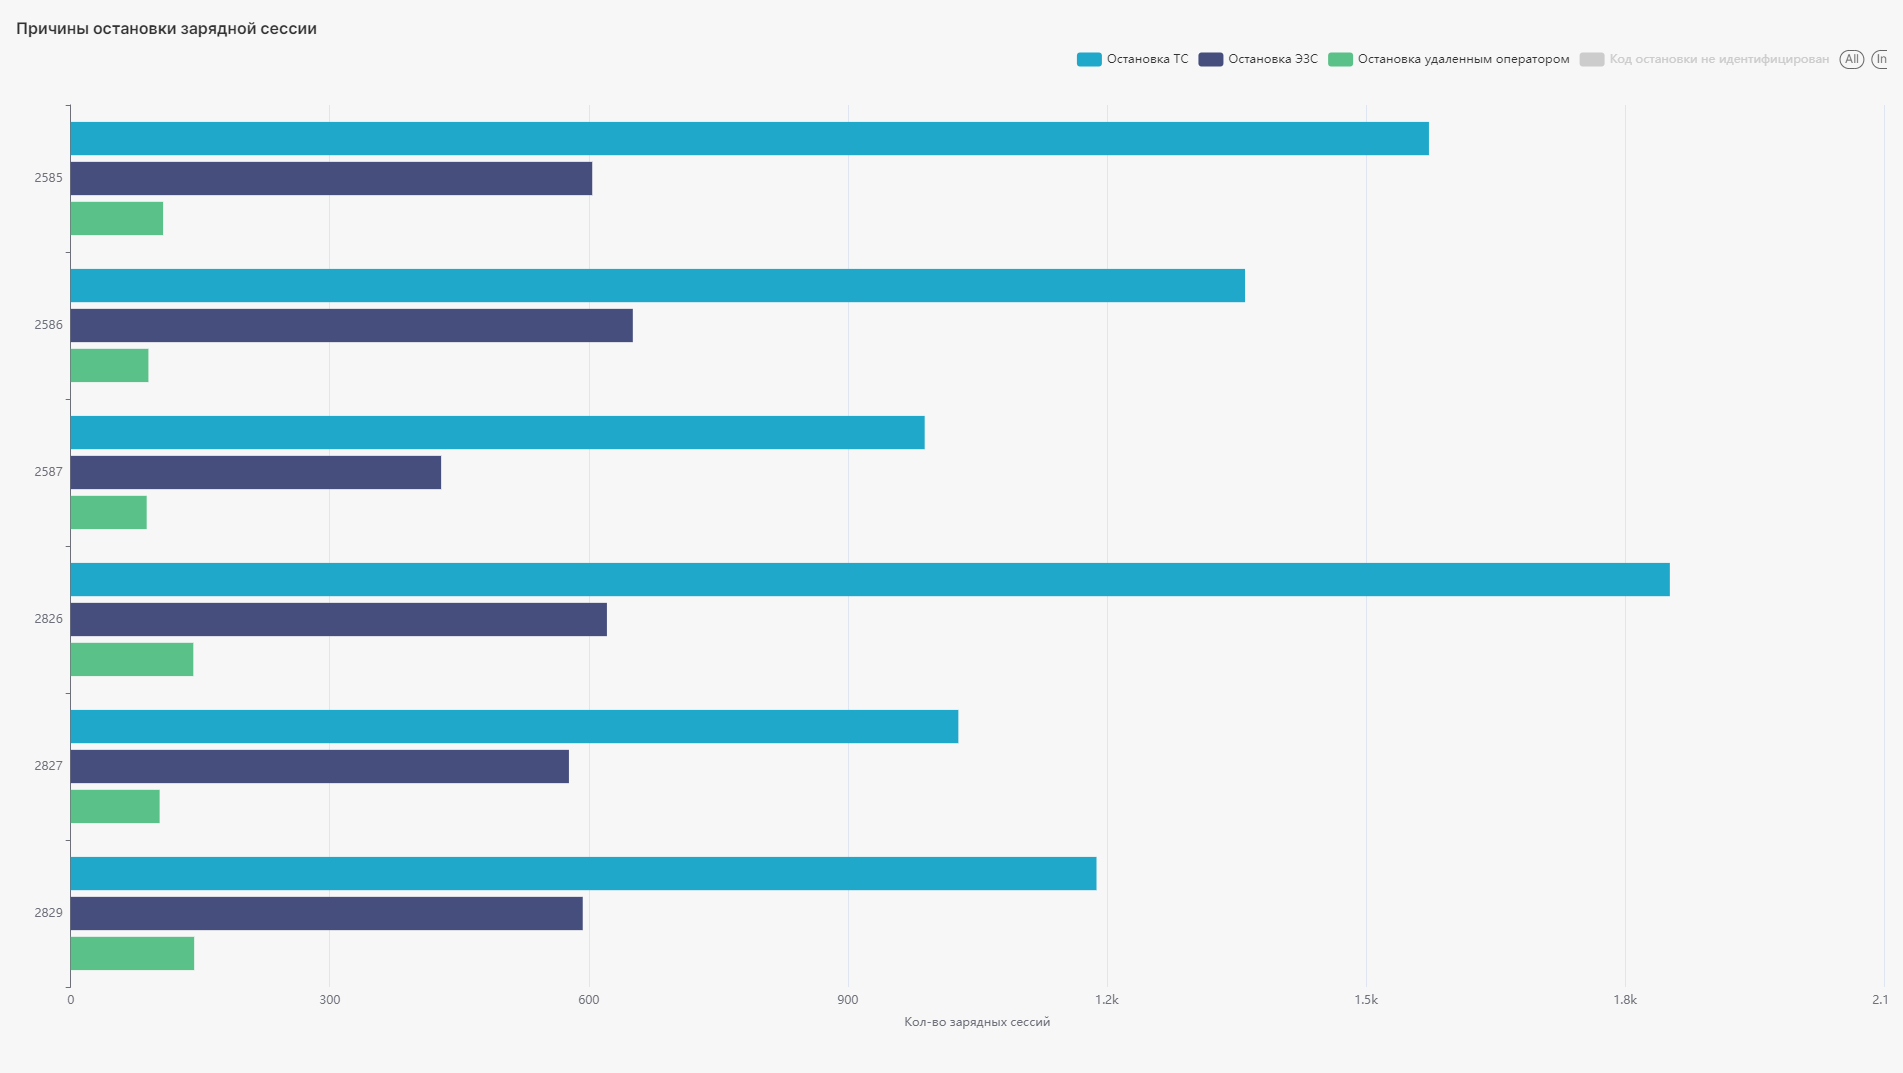 Причины остановки зарядной сессии
Остановка ТС Остановка ЭЗС Остановка удаленным оператором Код остановки не идентифицирован All In
2585
2586
2587
2826
2827
2829
0 300 600 900 1.2k 1.5k 1.8k 2.1
Кол-во зарядных сессий